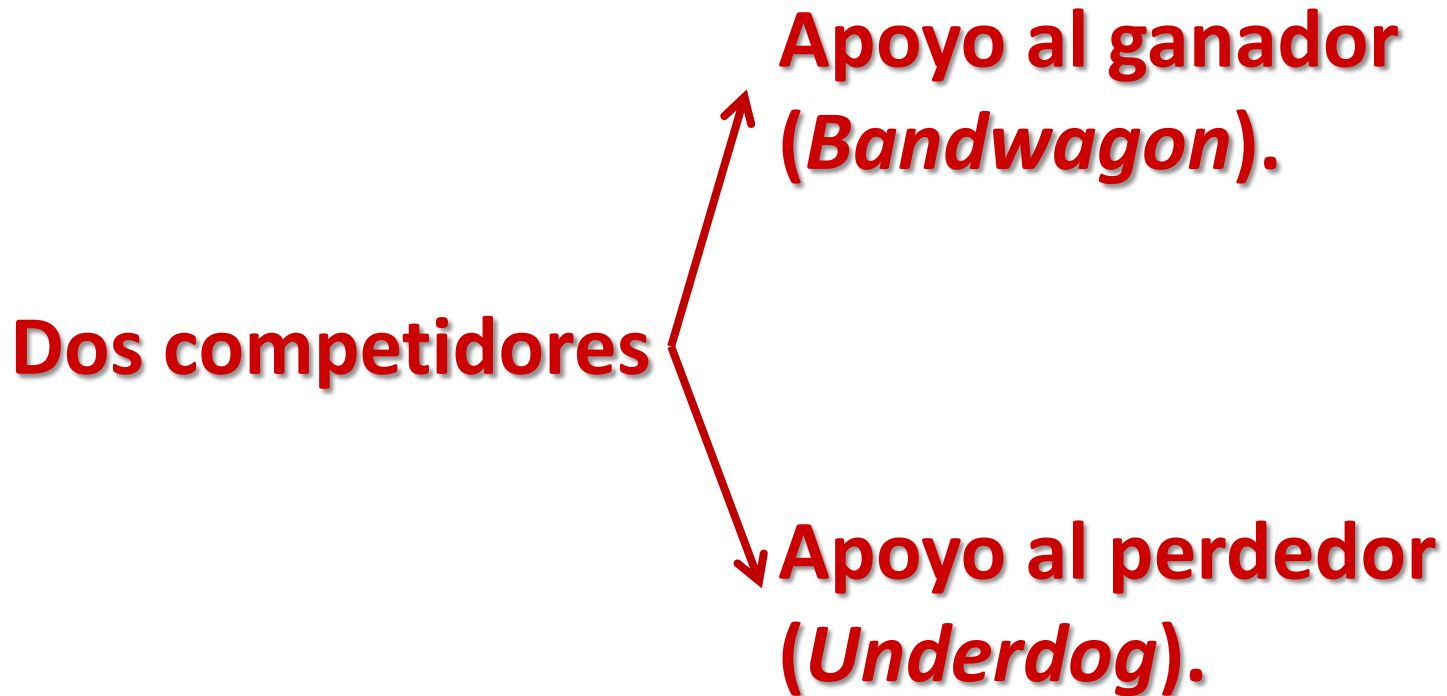 Apoyo al ganador
(Bandwagon).
Dos competidores
Apoyo al perdedor
(Underdog).